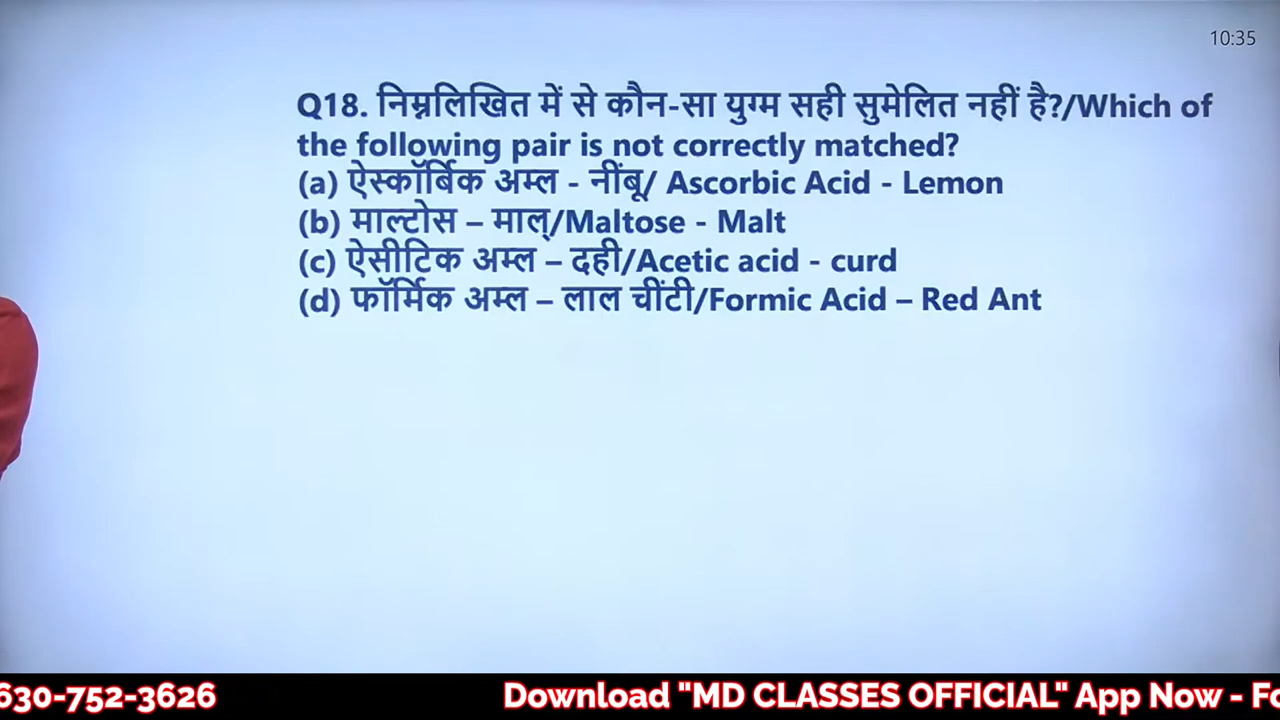 10:35
Q18. निम्नलिखित में से कौन-सा युग्म सही सुमेलित नहीं है?/Which of
the following pair is not correctly matched?
(a) ऐस्कॉर्बिक अम्ल - नींबू/ Ascorbic Acid - Lemon
(b) माल्टोस – माल्/Maltose - Malt
(c) ऐसीटिक अम्ल – दही/Acetic acid - curd
(d) फॉर्मिक अम्ल – लाल चींटी/Formic Acid – Red Ant
630-752-3626 Download "MD CLASSES OFFICIAL" App Now - Fo